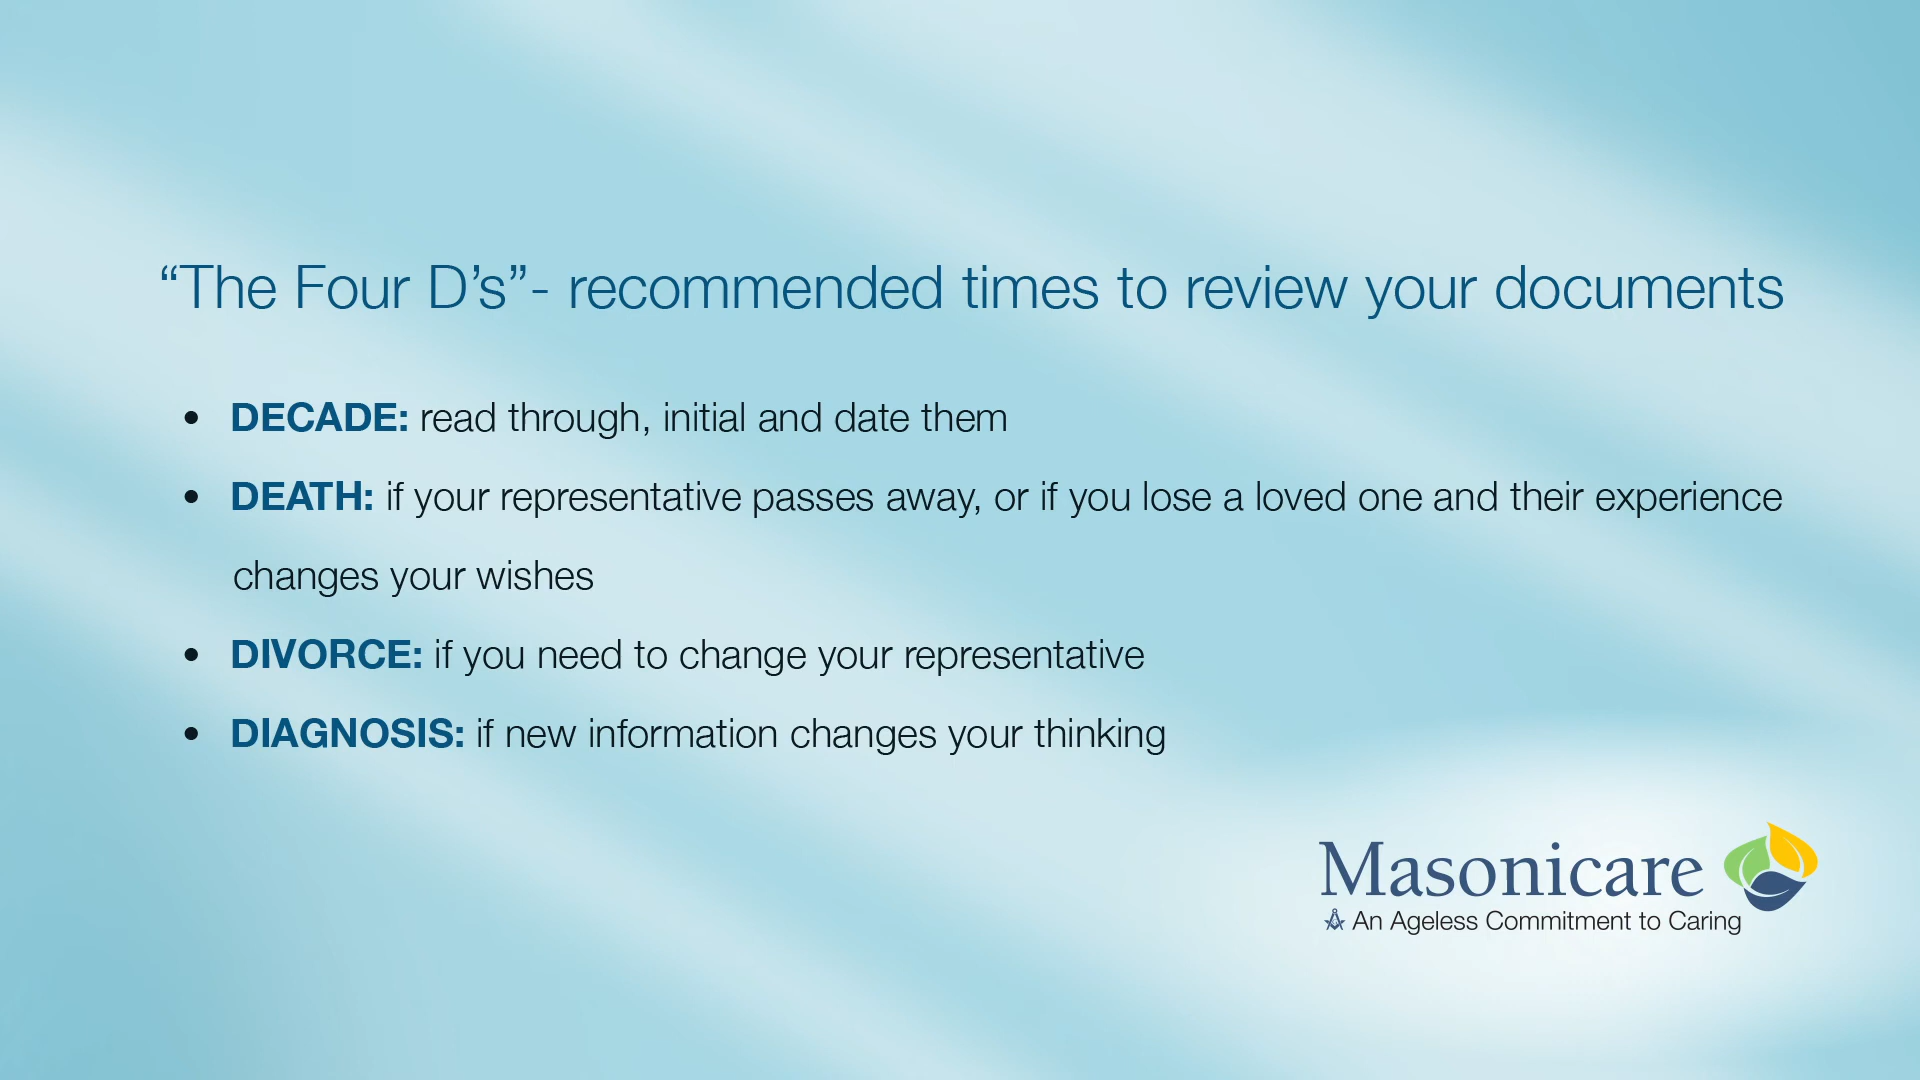 “The Four D’s”- recommended times to review your documents
• DECADE: read through, initial and date them
• DEATH: if your representative passes away, or if you lose a loved one and their experience
changes your wishes
• DIVORCE: if you need to change your representative
• DIAGNOSIS: if new information changes your thinking
Masonicare
An Ageless Commitment to Caring